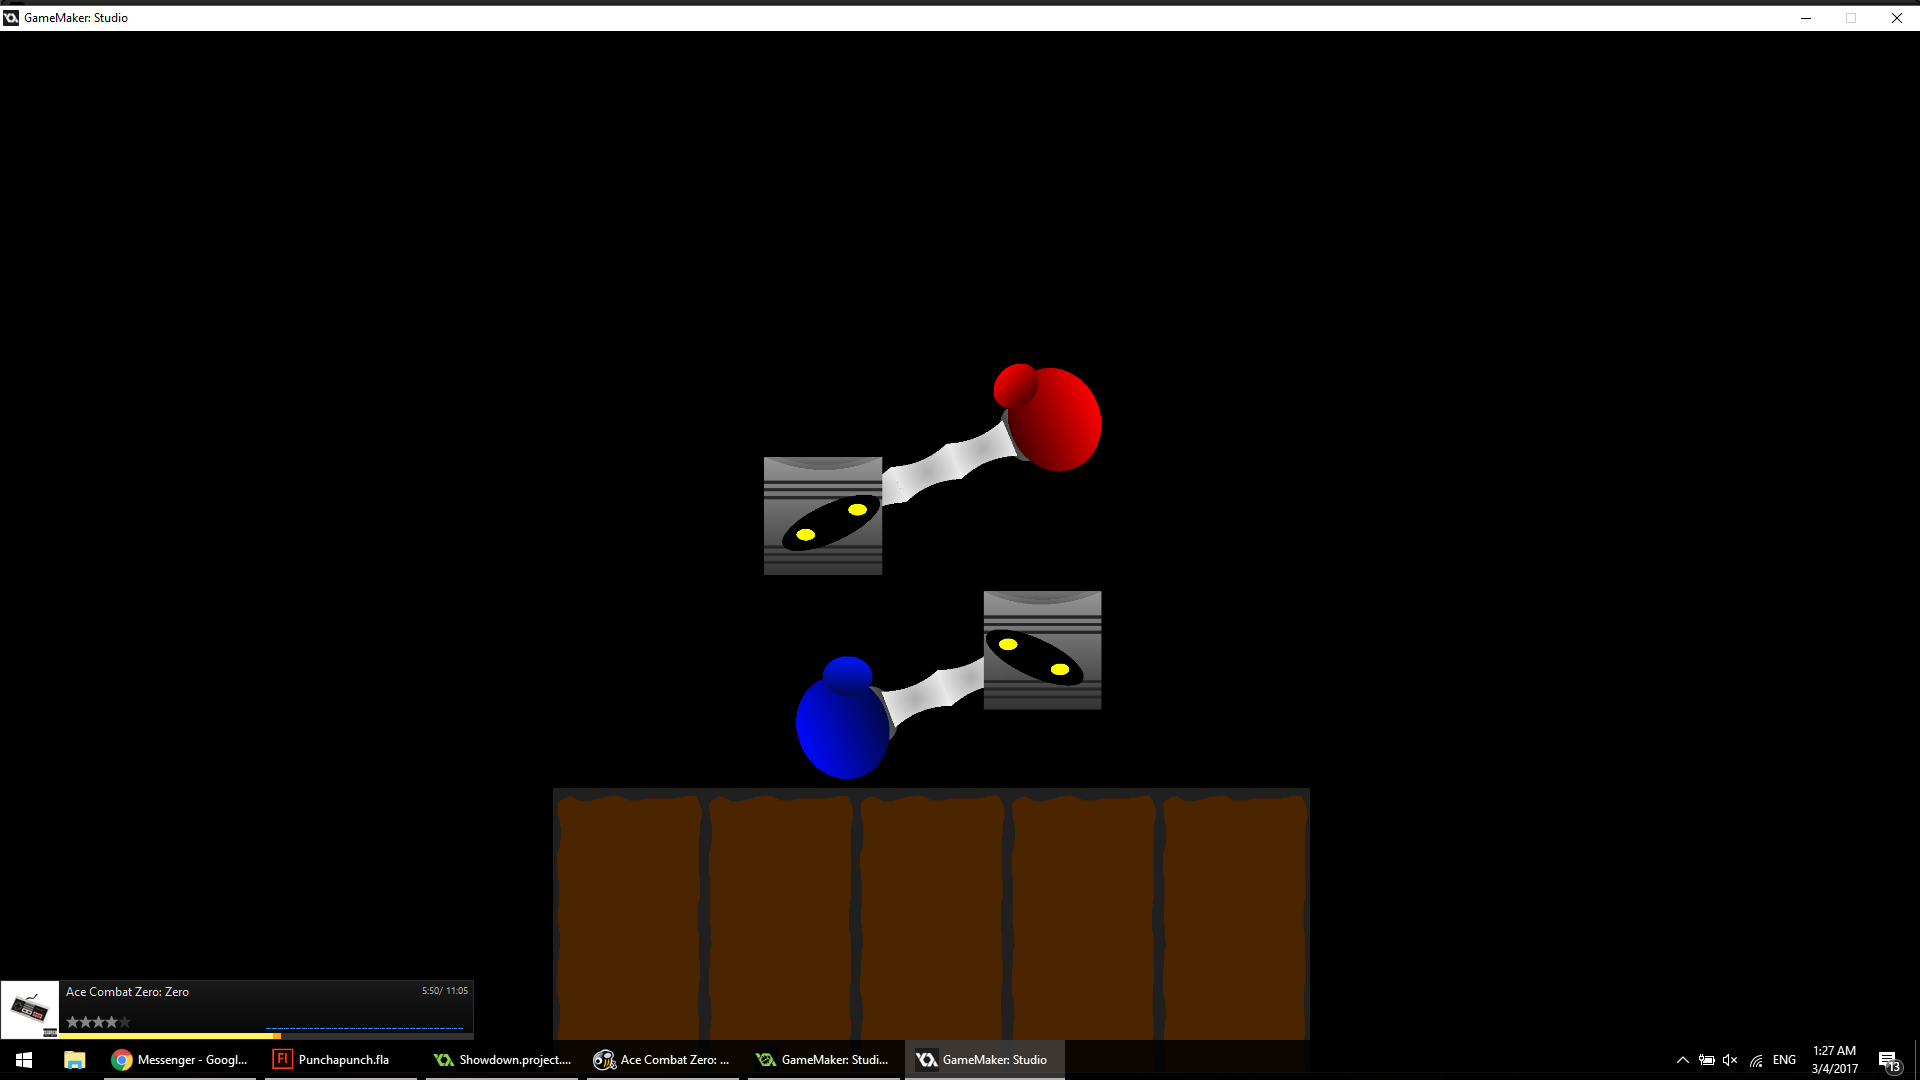 GameMaker: Studio
Ace Combat Zero: Zero
5:50/ 11:05
Messenger - Googl...
Fl
Punchapunch.fla
Showdown.project....
Ace Combat Zero: ...
GameMaker: Studi...
GameMaker: Studio
ENG
1:27 AM
3/4/2017
13